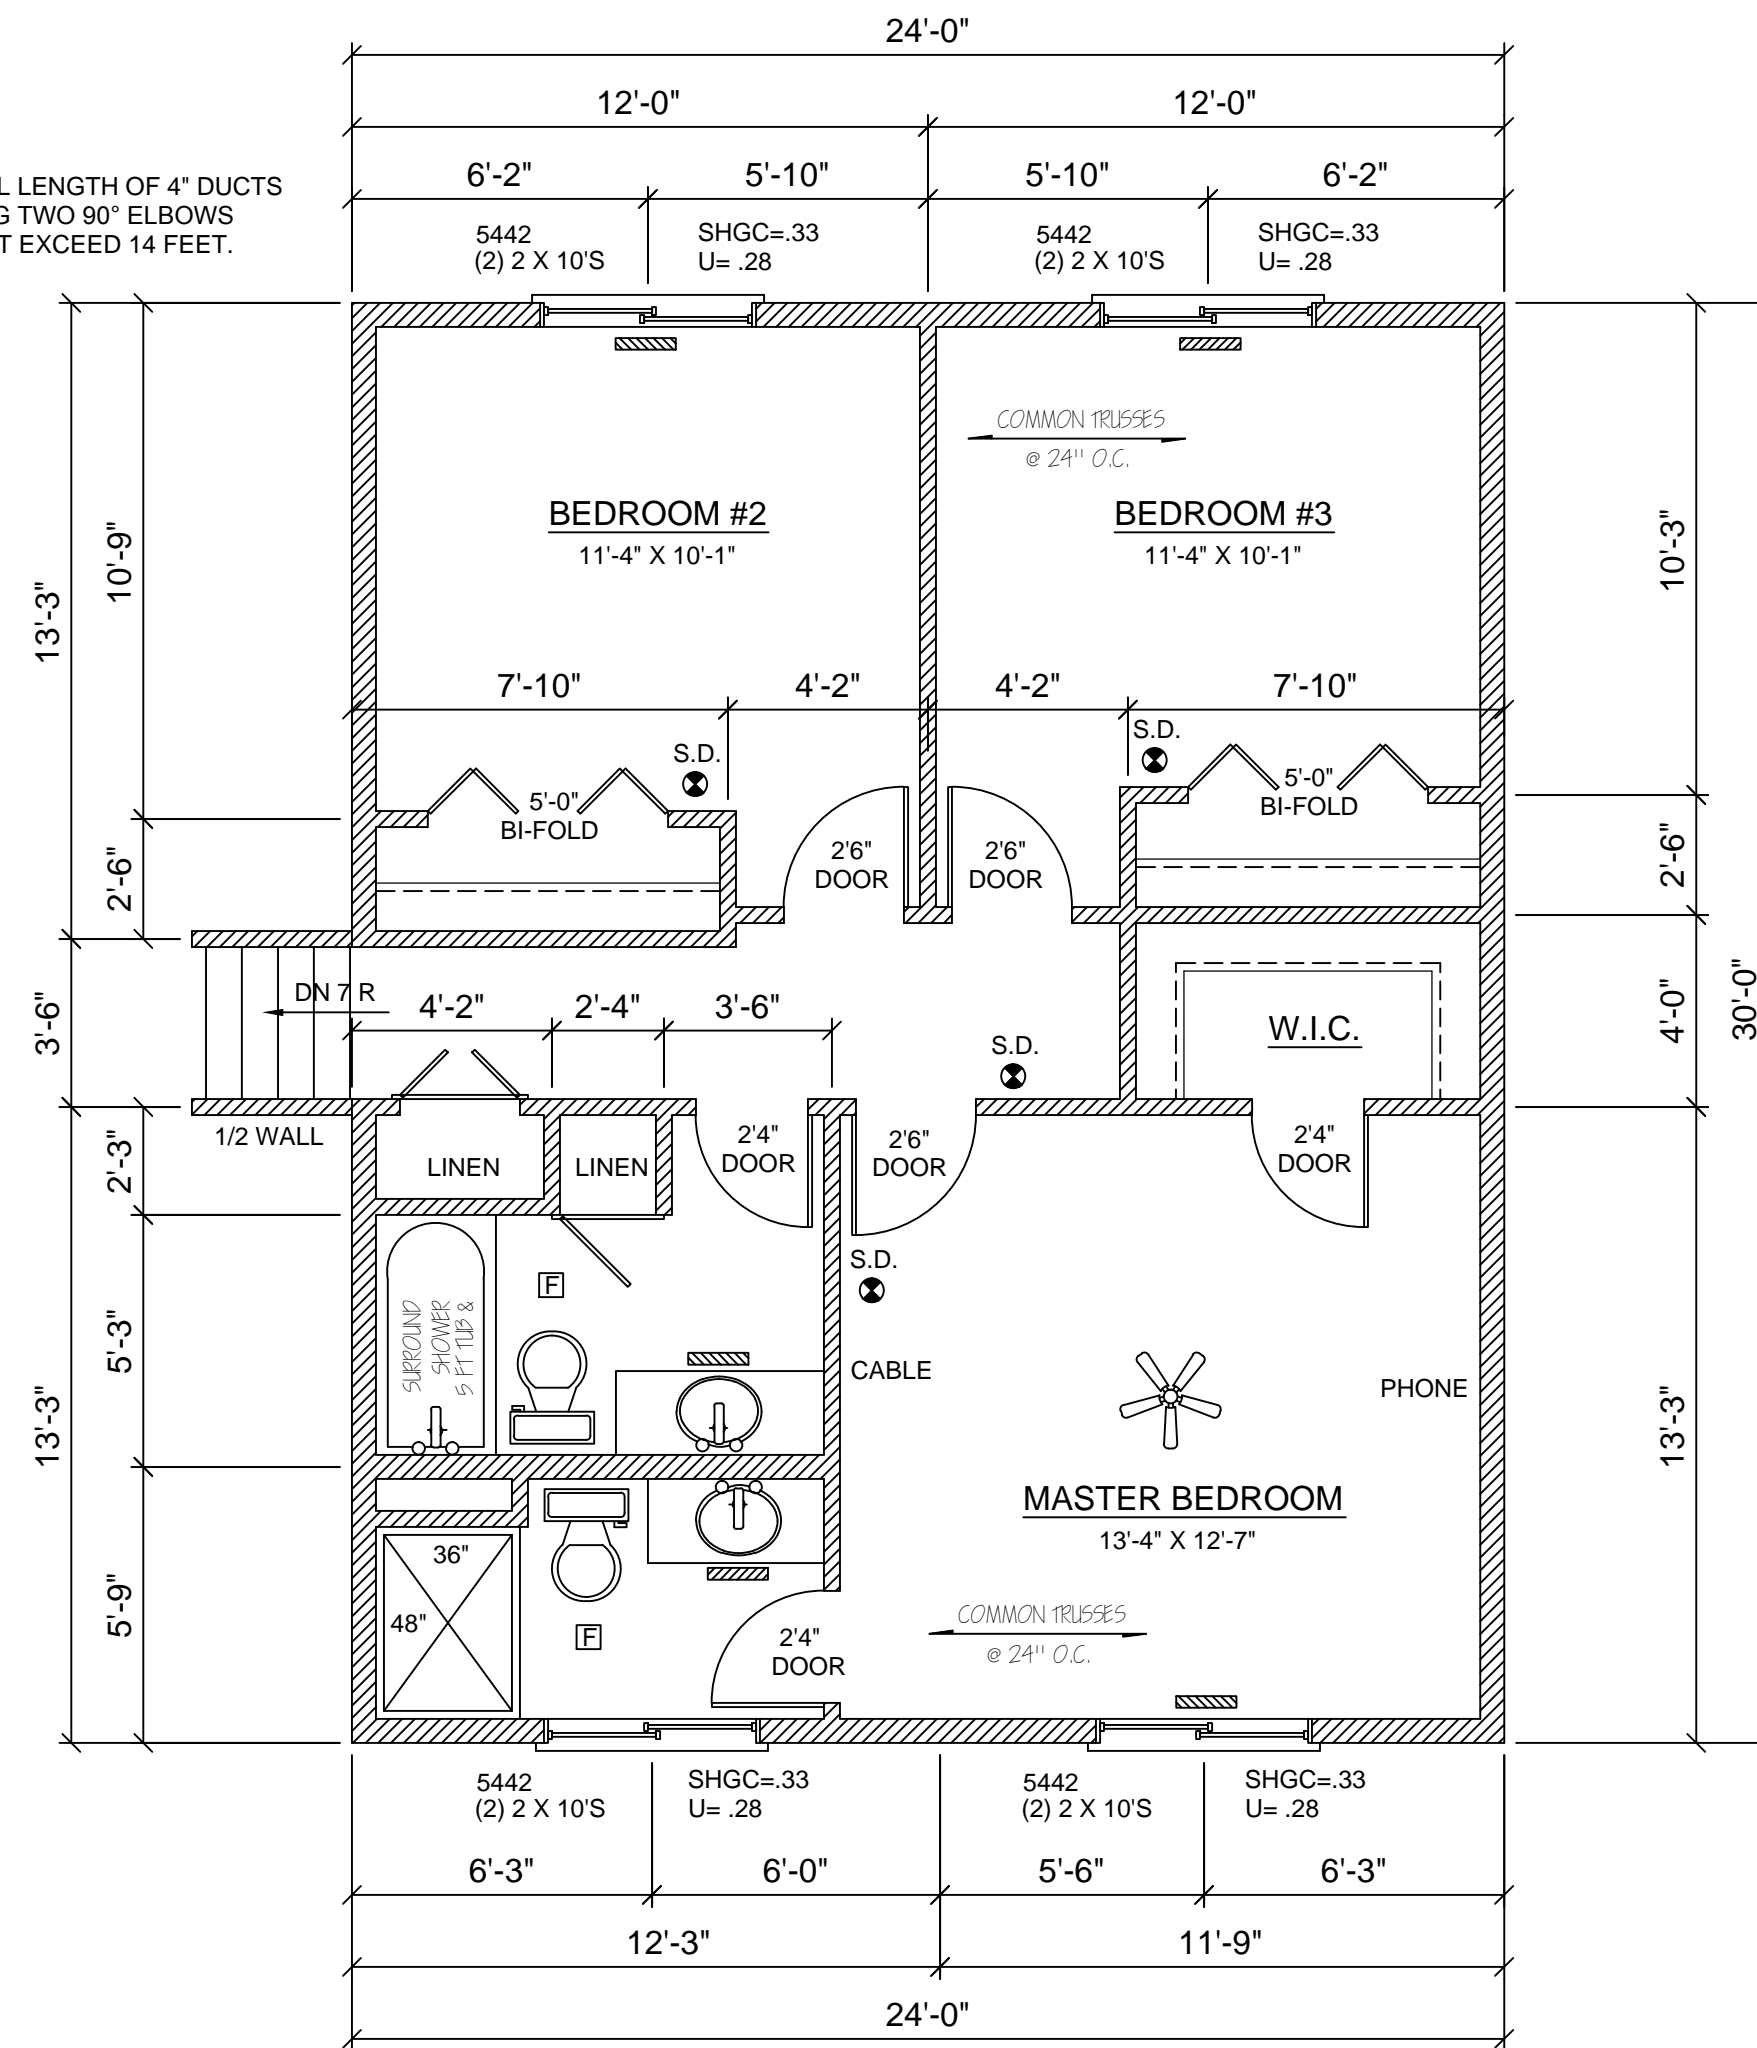 24'-0"
12'-0" 12'-0"
6'-2" 5'-10" 5'-10" 6'-2"
L LENGTH OF 4" DUCTS
G TWO 90° ELBOWS
T EXCEED 14 FEET.
5442
(2) 2 X 10'S
SHGC=.33
U= .28
5442
(2) 2 X 10'S
SHGC=.33
U= .28
COMMON TRUSSES
@ 24" O.C.
BEDROOM #2
11'-4" X 10'-1"
BEDROOM #3
11'-4" X 10'-1"
13'-3"
10'-9"
10'-3"
7'-10" 4'-2" 4'-2" 7'-10"
S.D.
S.D.
5'-0"
BI-FOLD
5'-0"
BI-FOLD
2'6"
DOOR
2'6"
DOOR
2'-6"
2'-6"
DN 7 R
4'-2" 2'-4" 3'-6"
3'-6"
W.I.C.
4'-0"
30'-0"
S.D.
1/2 WALL
2'-3"
LINEN
LINEN
2'4"
DOOR
2'6"
DOOR
2'4"
DOOR
S.D.
F
5 FT TUB &
SHOWER
SURROUND
5'-3"
CABLE
PHONE
13'-3"
13'-3"
MASTER BEDROOM
13'-4" X 12'-7"
36"
48"
5'-9"
F
2'4"
DOOR
COMMON TRUSSES
@ 24" O.C.
5442
(2) 2 X 10'S
SHGC=.33
U= .28
5442
(2) 2 X 10'S
SHGC=.33
U= .28
6'-3" 6'-0" 5'-6" 6'-3"
12'-3" 11'-9"
24'-0"